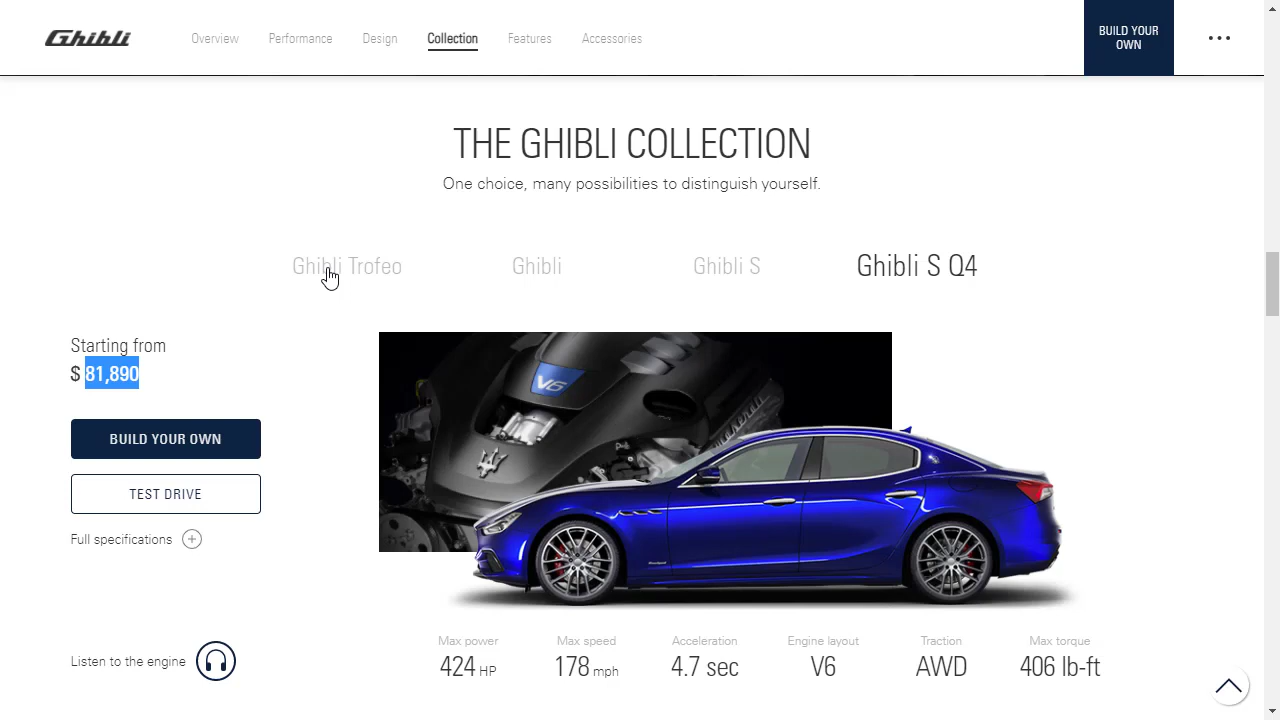 Ghibli
Overview
Performance
Design
Collection
Features
Accessories
BUILD YOUR
OWN
THE GHIBLI COLLECTION
One choice, many possibilities to distinguish yourself.
Ghibli Trofeo
Ghibli
Ghibli S
Ghibli S Q4
Starting from
$ 81,890
BUILD YOUR OWN
TEST DRIVE
Full specifications
Listen to the engine
V6
Max power
424 HP
Max speed
178 mph
Acceleration
4.7 sec
Engine layout
V6
Traction
AWD
Max torque
406 lb-ft